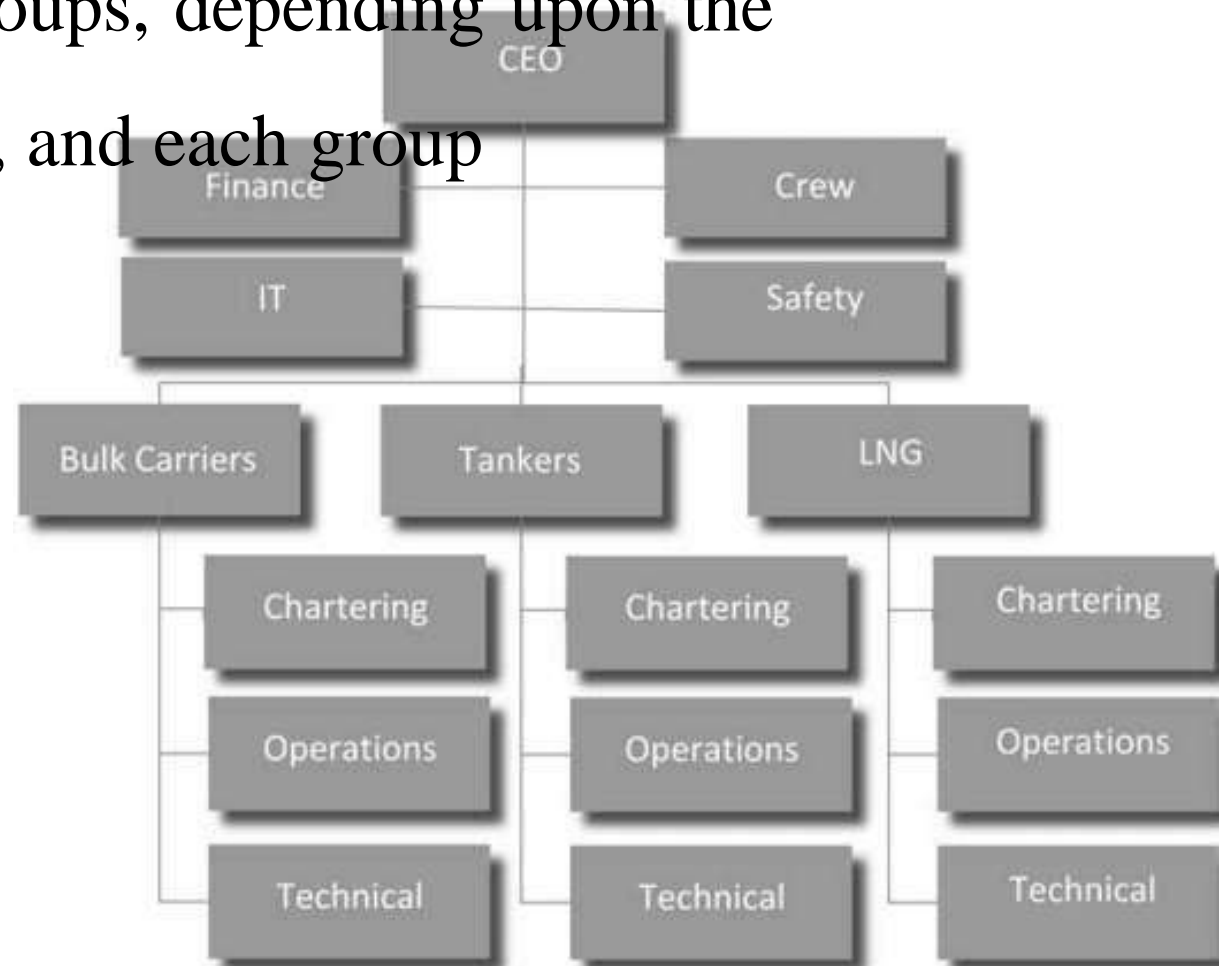 oups, depending upon the
CEO
, and each group
Finance
Crew
IT
Safety
Bulk Carriers
Tankers
LNG
Chartering
Chartering
Chartering
Operations
Operations
Operations
Technical
Technical
Technical